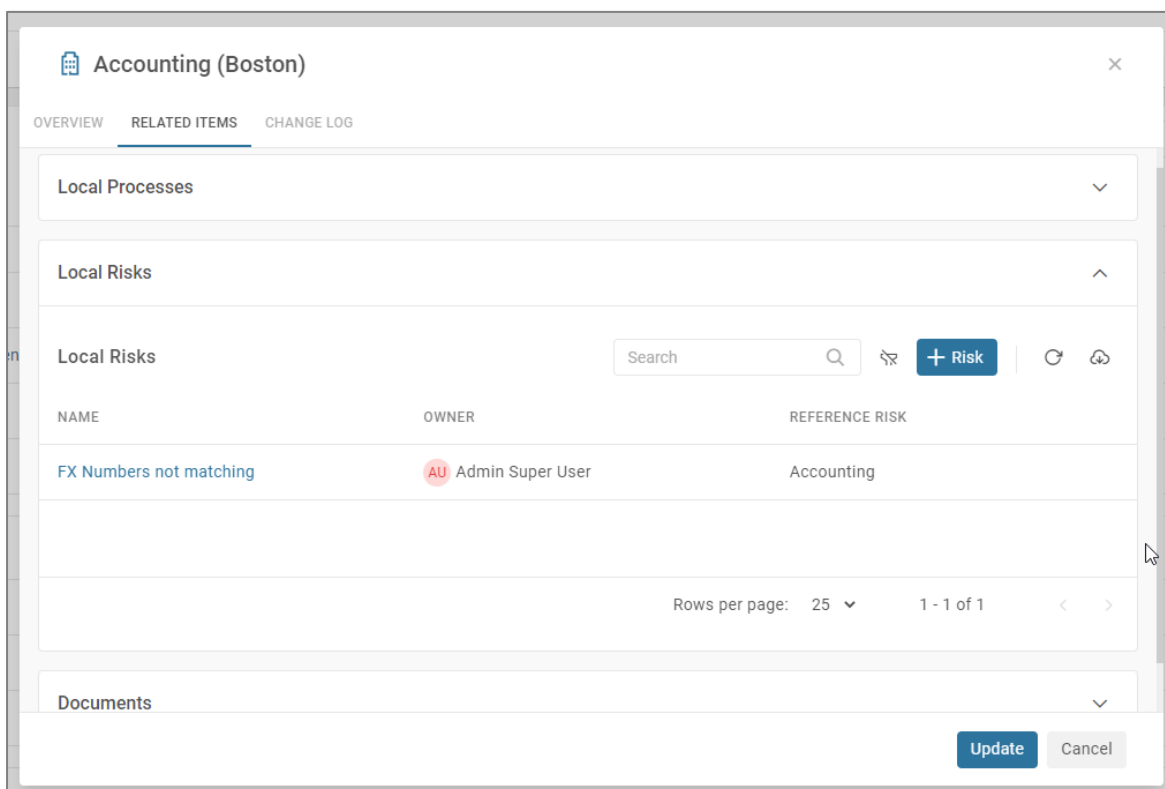 Accounting (Boston)
OVERVIEW RELATED ITEMS CHANGE LOG
Local Processes
Local Risks
en
Local Risks Search + Risk
NAME OWNER REFERENCE RISK
FX Numbers not matching AU Admin Super User Accounting
Rows per page: 25 1 - 1 of 1
Documents
Update Cancel